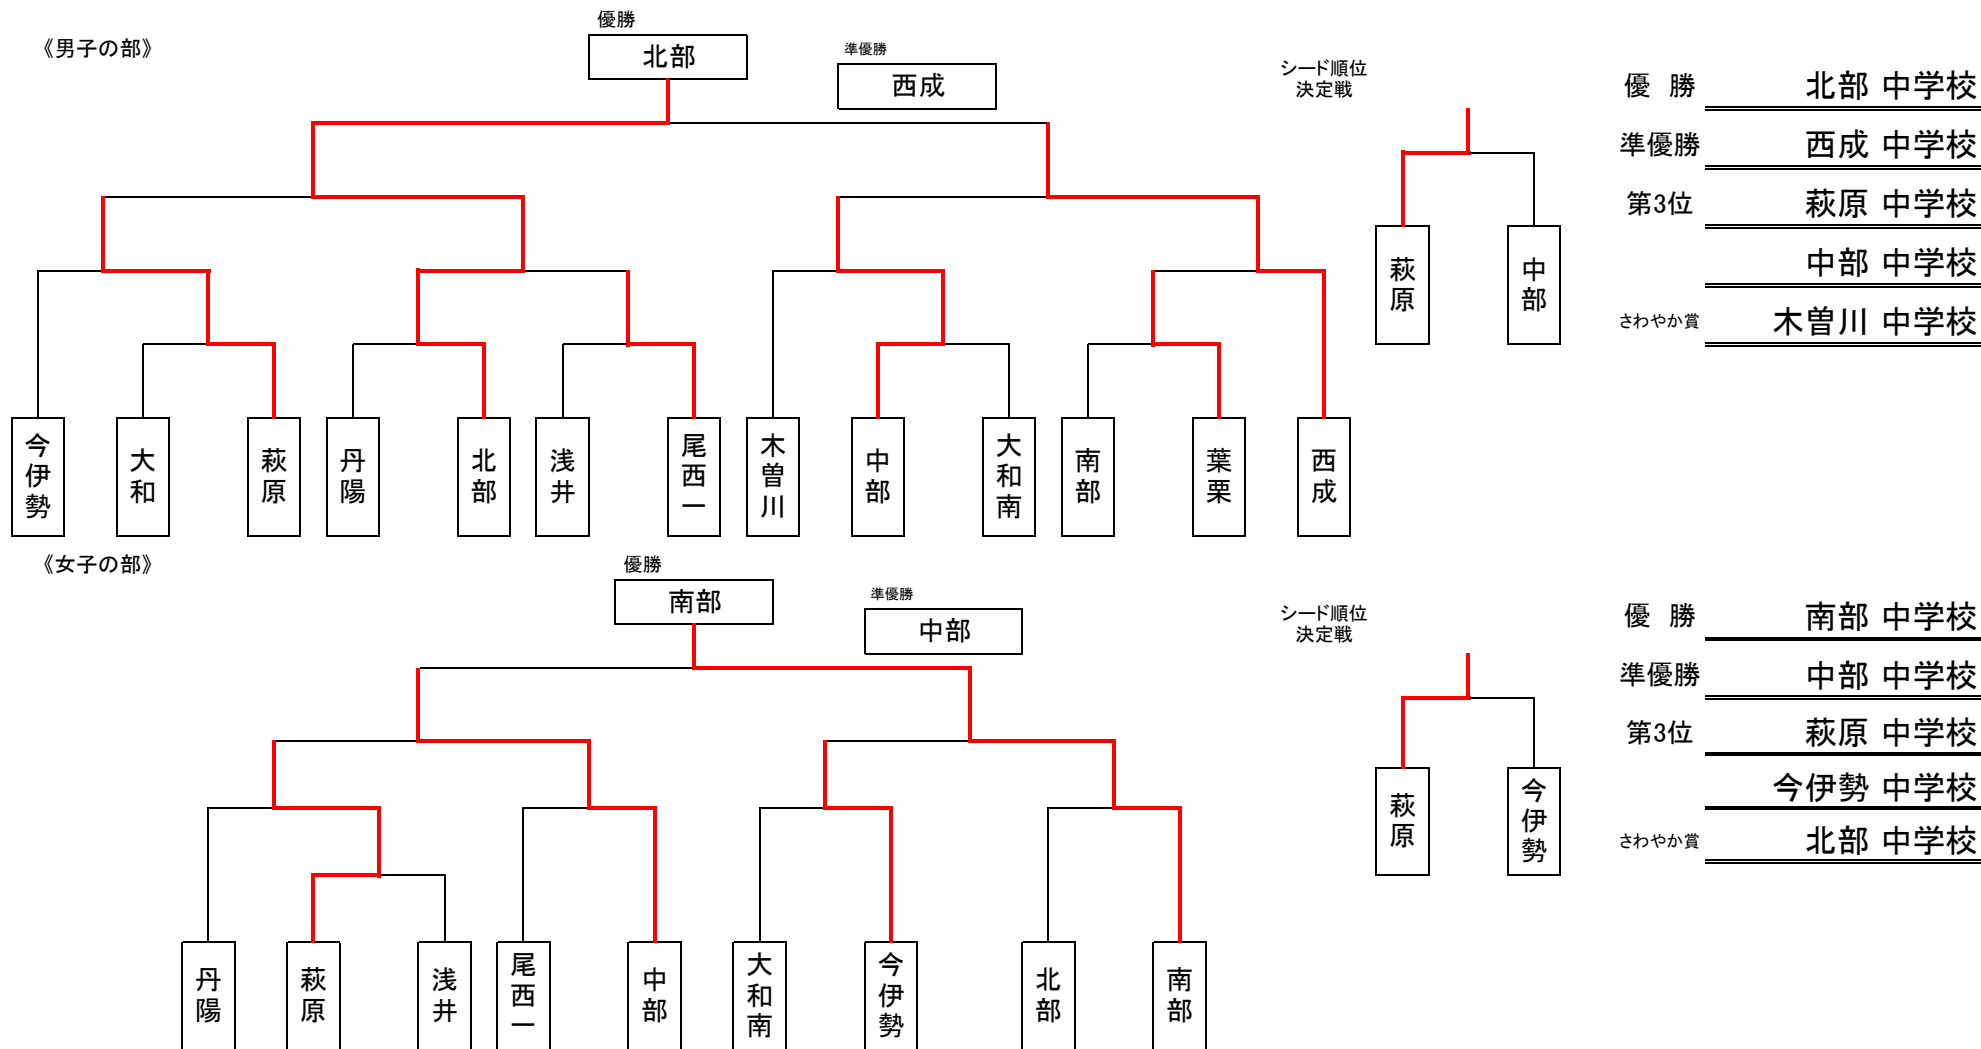 《男子の部》
優勝
北部
準優勝
西成
シード順位
決定戦
萩原
中部
優 勝 北部 中学校
準優勝 西成 中学校
第3位 萩原 中学校
中部 中学校
さわやか賞 木曽川 中学校
今伊勢
大和
萩原
丹陽
北部
浅井
尾西一
木曽川
中部
大和南
南部
葉栗
西成
《女子の部》
優勝
南部
準優勝
中部
シード順位
決定戦
萩原
今伊勢
優 勝 南部 中学校
準優勝 中部 中学校
第3位 萩原 中学校
今伊勢 中学校
さわやか賞 北部 中学校
丹陽
萩原
浅井
尾西一
中部
大和南
今伊勢
北部
南部